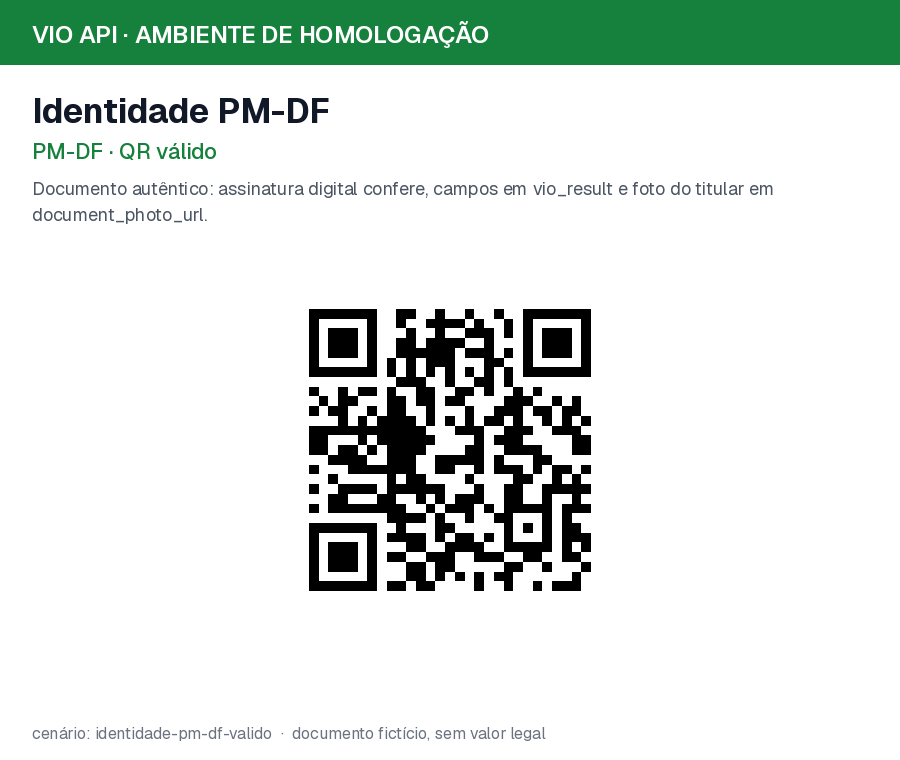 VIO API · AMBIENTE DE HOMOLOGAÇÃO
Identidade PM-DF
PM-DF · QR válido
Documento autêntico: assinatura digital confere, campos em vio_result e foto do titular em
document_photo_url.
cenário: identidade-pm-df-valido · documento fictício, sem valor legal